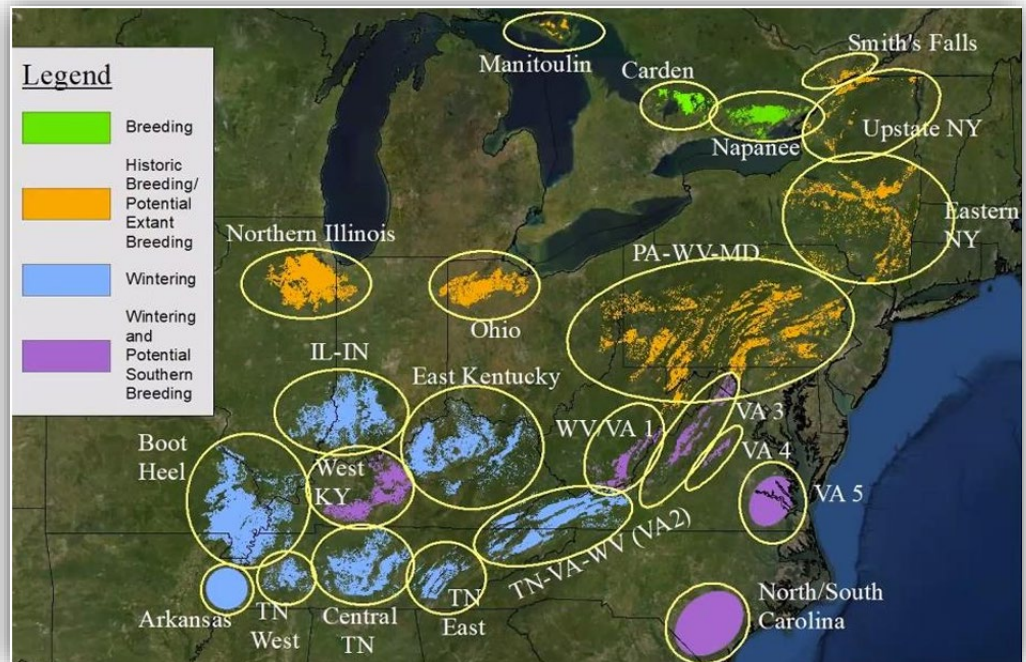 Legend
Breeding
Historic
Breeding/
Potential
Extant
Breeding
Wintering
Wintering
and
Potential
Southern
Breeding
Manitoulin
Carden
Smith's Falls
Napanee
Upstate NY
Eastern
NY
Northern Illinois
Ohio
PA-WV-MD
IL-IN
East Kentucky
WV VA 1
VA 3
VA 4
VA 5
Boot
Heel
West
KY
TN-VA-WV (VA2)
Arkansas
TN
West
Central
TN
TN
East
North/South
Carolina